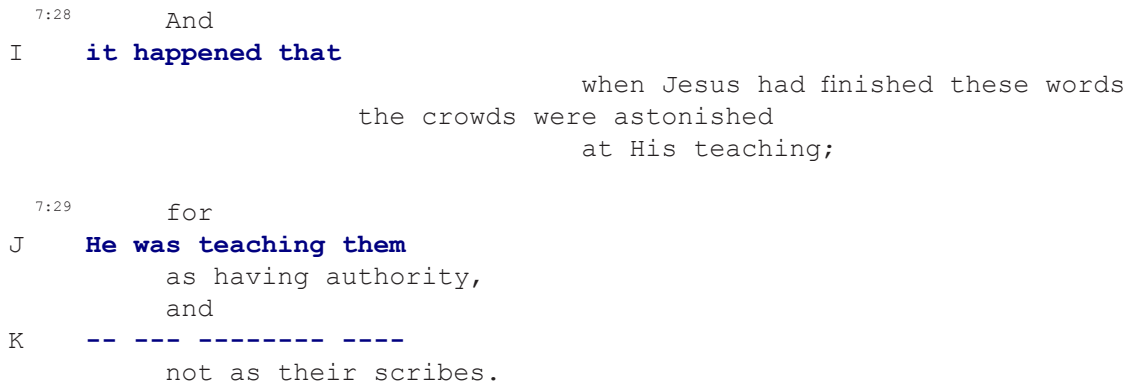 7:28 And
I it happened that
when Jesus had finished these words
the crowds were astonished
at His teaching;
7:29 for
J He was teaching them
as having authority,
and
K -- --- -------- ----
not as their scribes.